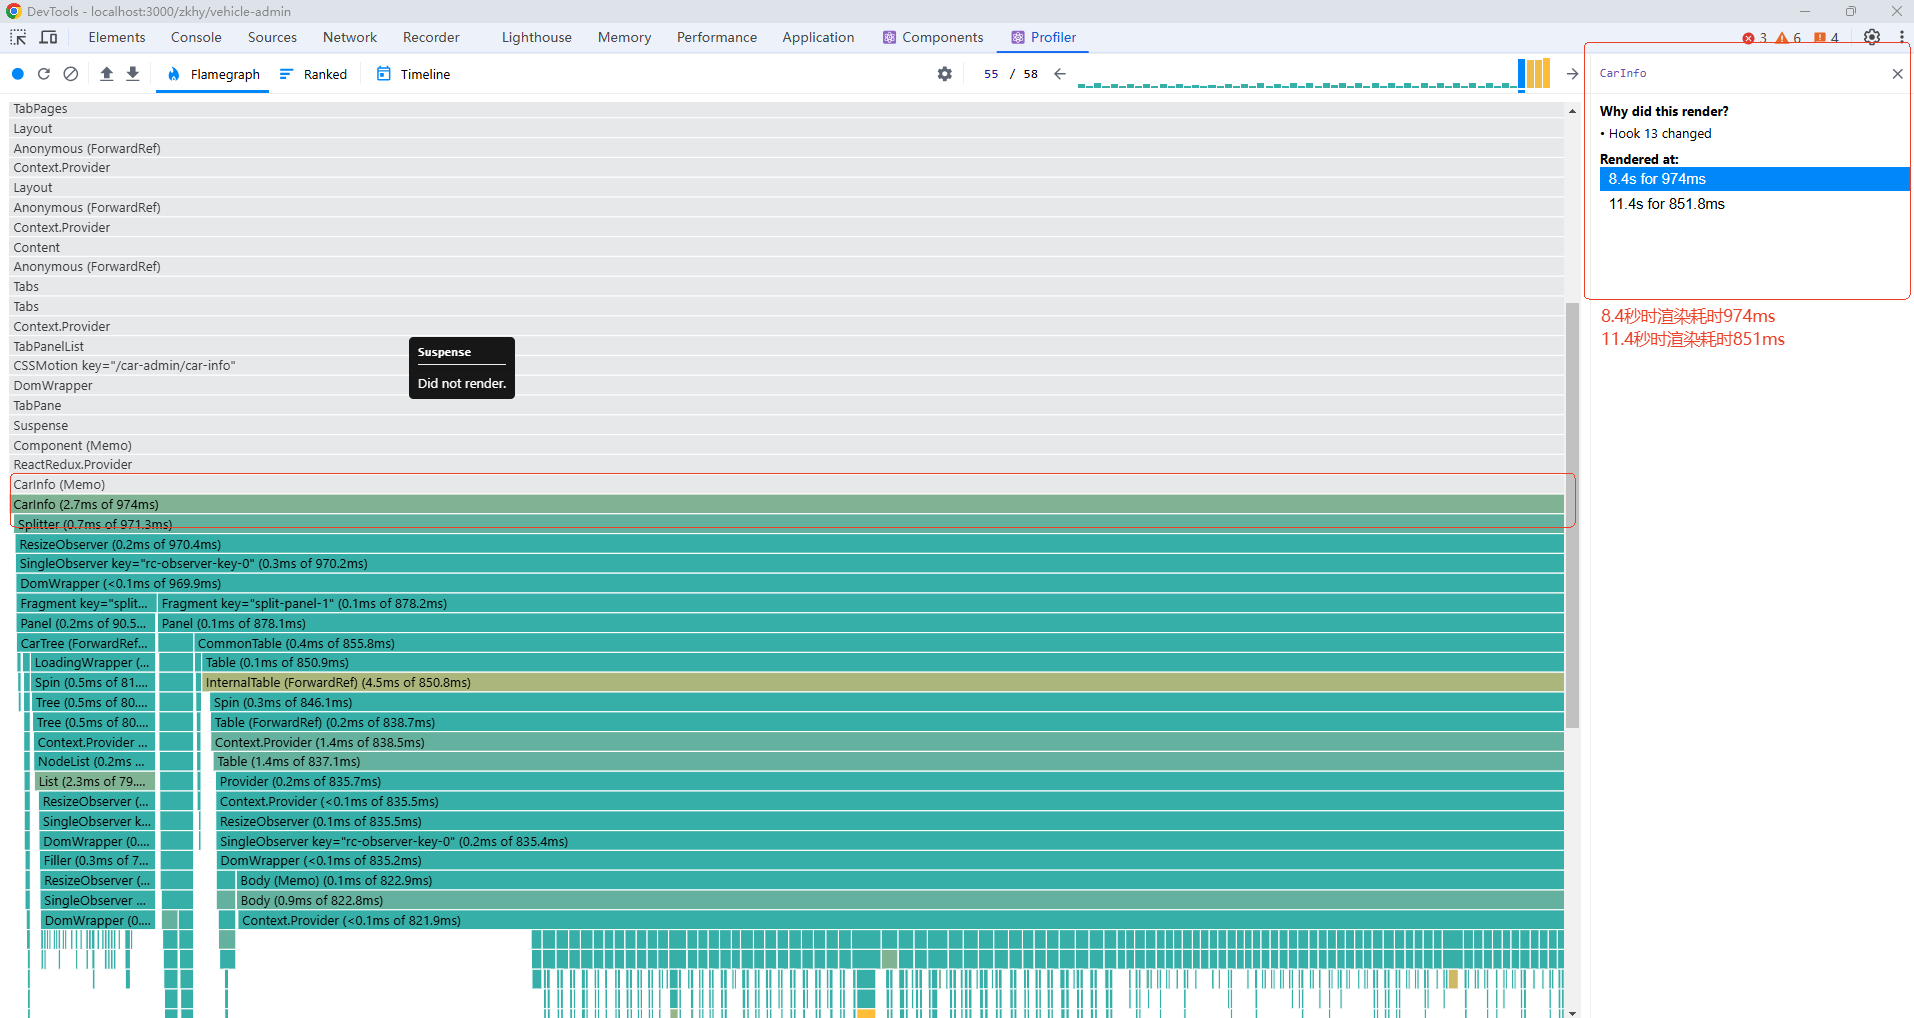 DevTools - localhost:3000/zkhy/vehicle-admin
Elements Console Sources Network Recorder Lighthouse Memory Performance Application Components Profiler 3 6 4
Flamegraph Ranked Timeline 55 / 58
TabPages
Layout
Anonymous (ForwardRef)
Context.Provider
Layout
Anonymous (ForwardRef)
Context.Provider
Content
Anonymous (ForwardRef)
Tabs
Tabs
Context.Provider
TabPanelList
CSSMotion key="/car-admin/car-info"
DomWrapper
TabPane
Suspense
Component (Memo)
ReactRedux.Provider
CarInfo (Memo)
CarInfo (2.7ms of 974ms)
Splitter (0.7ms of 971.3ms)
ResizeObserver (0.2ms of 970.4ms)
SingleObserver key="rc-observer-key-0" (0.3ms of 970.2ms)
DomWrapper (<0.1ms of 969.9ms)
Fragment key="split... Fragment key="split-panel-1" (0.1ms of 878.2ms)
Panel (0.2ms of 90.5... Panel (0.1ms of 878.1ms)
CarTree (ForwardRef... CommonTable (0.4ms of 855.8ms)
LoadingWrapper (... Table (0.1ms of 850.9ms)
Spin (0.5ms of 81.... InternalTable (ForwardRef) (4.5ms of 850.8ms)
Tree (0.5ms of 80.... Spin (0.3ms of 846.1ms)
Tree (0.5ms of 80.... Table (ForwardRef) (0.2ms of 838.7ms)
Context.Provider ... Context.Provider (1.4ms of 838.5ms)
NodeList (0.2ms ... Table (1.4ms of 837.1ms)
List (2.3ms of 79.... Provider (0.2ms of 835.7ms)
ResizeObserver (... Context.Provider (<0.1ms of 835.5ms)
SingleObserver k... ResizeObserver (0.1ms of 835.5ms)
DomWrapper (0.... SingleObserver key="rc-observer-key-0" (0.2ms of 835.4ms)
Filler (0.3ms of 7... DomWrapper (<0.1ms of 835.2ms)
ResizeObserver (... Body (Memo) (0.1ms of 822.9ms)
SingleObserver ... Body (0.9ms of 822.8ms)
DomWrapper (0.... Context.Provider (<0.1ms of 821.9ms)
Suspense
Did not render.
CarInfo
Why did this render?
• Hook 13 changed
Rendered at:
8.4s for 974ms
11.4s for 851.8ms
8.4秒时渲染耗时974ms
11.4秒时渲染耗时851ms